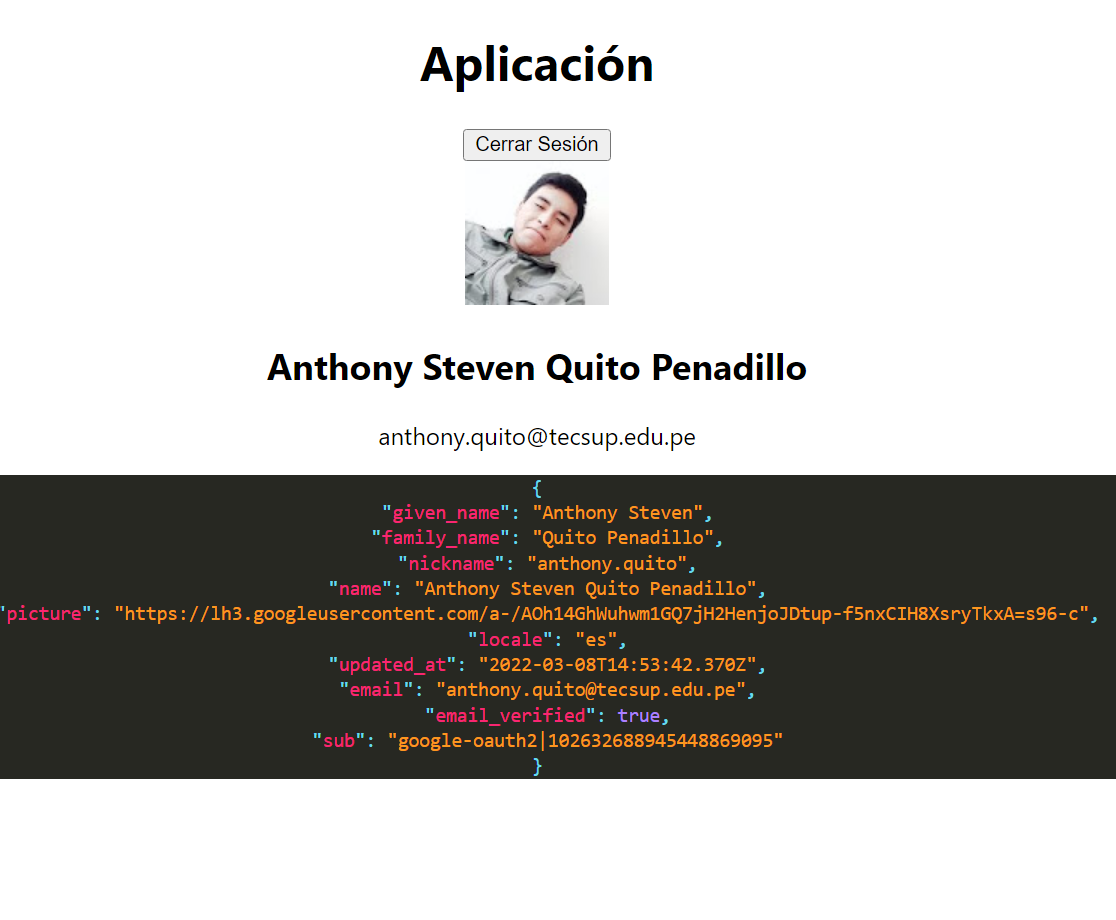 Aplicación
Cerrar Sesión
Anthony Steven Quito Penadillo
anthony.quito@tecsup.edu.pe
{
"given_name": "Anthony Steven",
"family_name": "Quito Penadillo",
"nickname": "anthony.quito",
"name": "Anthony Steven Quito Penadillo",
"picture": "https://lh3.googleusercontent.com/a-/AOh14GhWuhwm1GQ7jH2HenjoJDtup-f5nxCIH8XsryTkxA=s96-c",
"locale": "es",
"updated_at": "2022-03-08T14:53:42.370Z",
"email": "anthony.quito@tecsup.edu.pe",
"email_verified": true,
"sub": "google-oauth2|102632688945448869095"
}